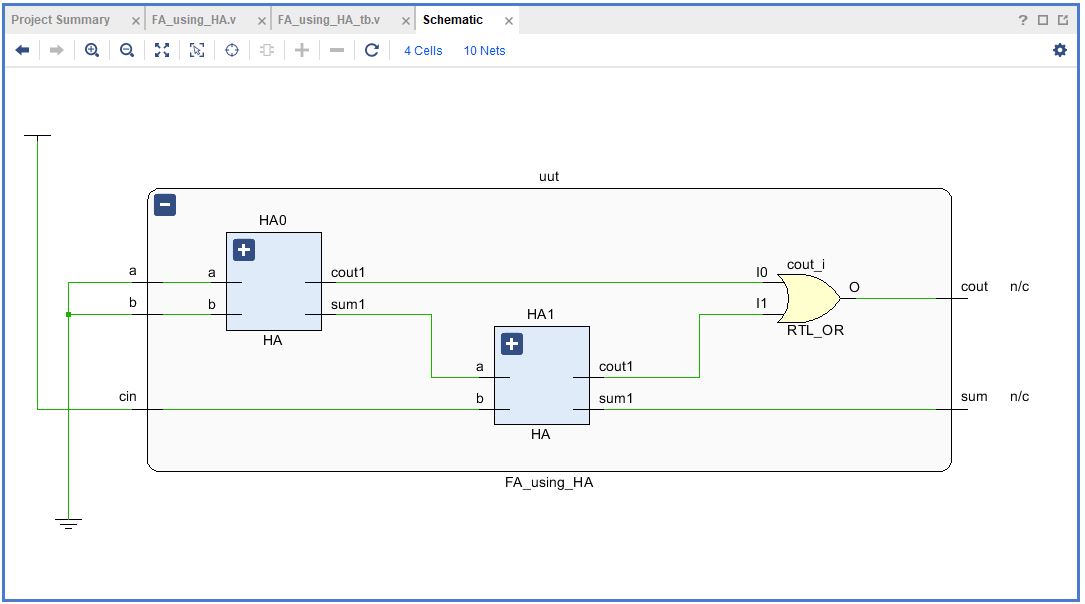 Project Summary × FA_using_HA.v × FA_using_HA_tb.v × Schematic × ?
4 Cells 10 Nets
uut
HA0
a a cout1 I0 cout_i O cout n/c
b b sum1 I1
HA RTL_OR
HA1
a cout1
cin b sum1 sum n/c
HA
FA_using_HA